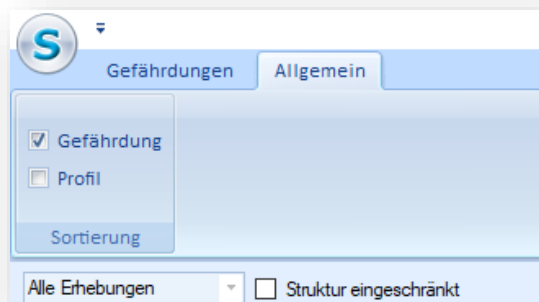 S
Gefährdungen Allgemein
Gefährdung
Profil
Sortierung
Alle Erhebungen Struktur eingeschränkt